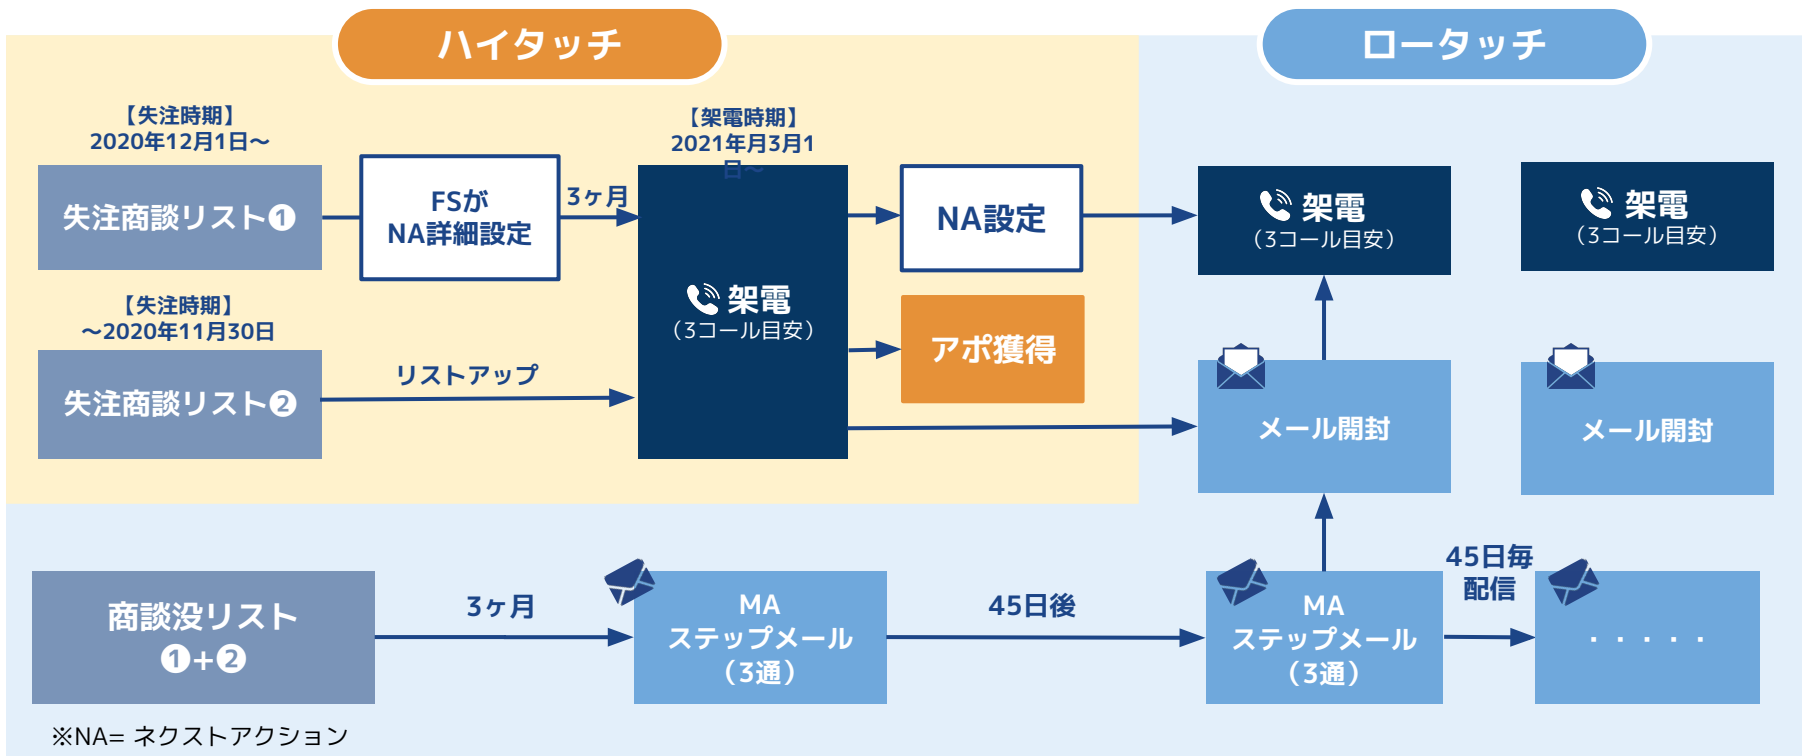 ハイタッチ
ロータッチ
【失注時期】
2020年12月1日～
失注商談リスト❶
FSが
NA詳細設定
3ヶ月
【架電時期】
2021年月3月1
日～
架電
（3コール目安）
NA設定
アポ獲得
【失注時期】
～2020年11月30日
失注商談リスト❷
リストアップ
架電
（3コール目安）
架電
（3コール目安）
メール開封
メール開封
商談没リスト
❶+❷
3ヶ月
MA
ステップメール
（3通）
45日後
MA
ステップメール
（3通）
45日毎
配信
・・・・・
※NA= ネクストアクション